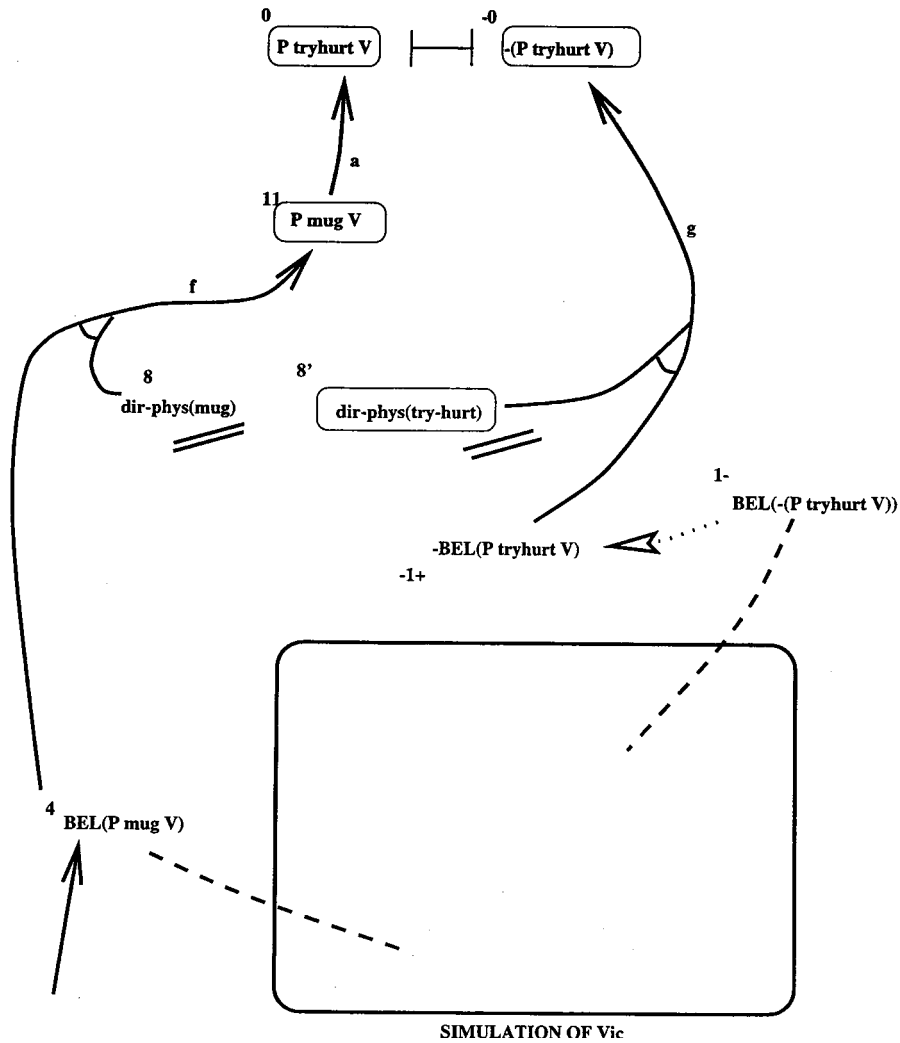 0
-0
P tryhurt V
-(P tryhurt V)
a
11
P mug V
g
f
8
8'
dir-phys(mug)
dir-phys(try-hurt)
1-
BEL(-(P tryhurt V))
-BEL(P tryhurt V)
-1+
4
BEL(P mug V)
SIMULATION OF Vic